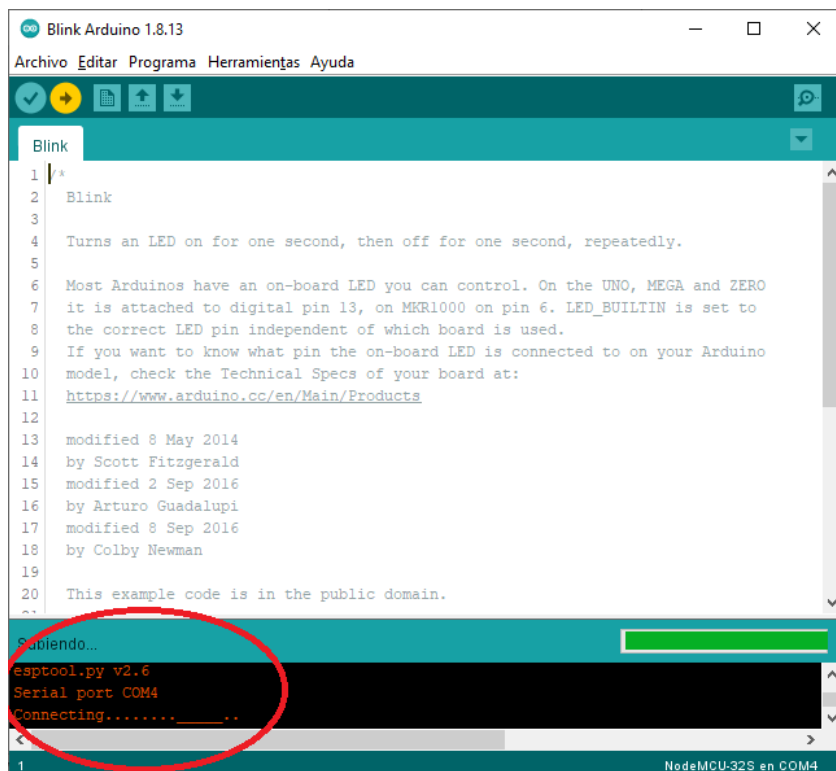 Blink Arduino 1.8.13
Archivo Editar Programa Herramientas Ayuda
Blink
1 /*
2 Blink
3
4 Turns an LED on for one second, then off for one second, repeatedly.
5
6 Most Arduinos have an on-board LED you can control. On the UNO, MEGA and ZERO
7 it is attached to digital pin 13, on MKR1000 on pin 6. LED_BUILTIN is set to
8 the correct LED pin independent of which board is used.
9 If you want to know what pin the on-board LED is connected to on your Arduino
10 model, check the Technical Specs of your board at:
11 https://www.arduino.cc/en/Main/Products
12
13 modified 8 May 2014
14 by Scott Fitzgerald
15 modified 2 Sep 2016
16 by Arturo Guadalupi
17 modified 8 Sep 2016
18 by Colby Newman
19
20 This example code is in the public domain.
21
Subiendo...
esptool.py v2.6
Serial port COM4
Connecting........_____..
1 NodeMCU-32S en COM4